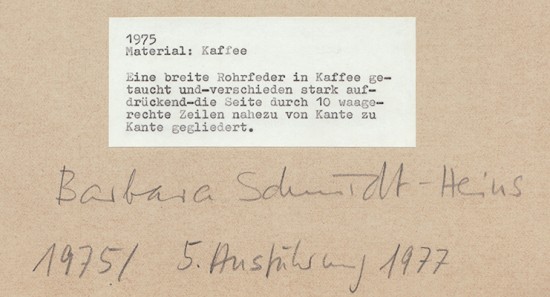 1975
Material: Kaffee
Eine breite Rohrfeder in Kaffee ge-
taucht und-verschieden stark auf-
drückend-die Seite durch 10 waage-
rechte Zeilen nahezu von Kante zu
Kante gegliedert.
Barbara Schmidt-Heins
1975/ 5. Ausführung 1977